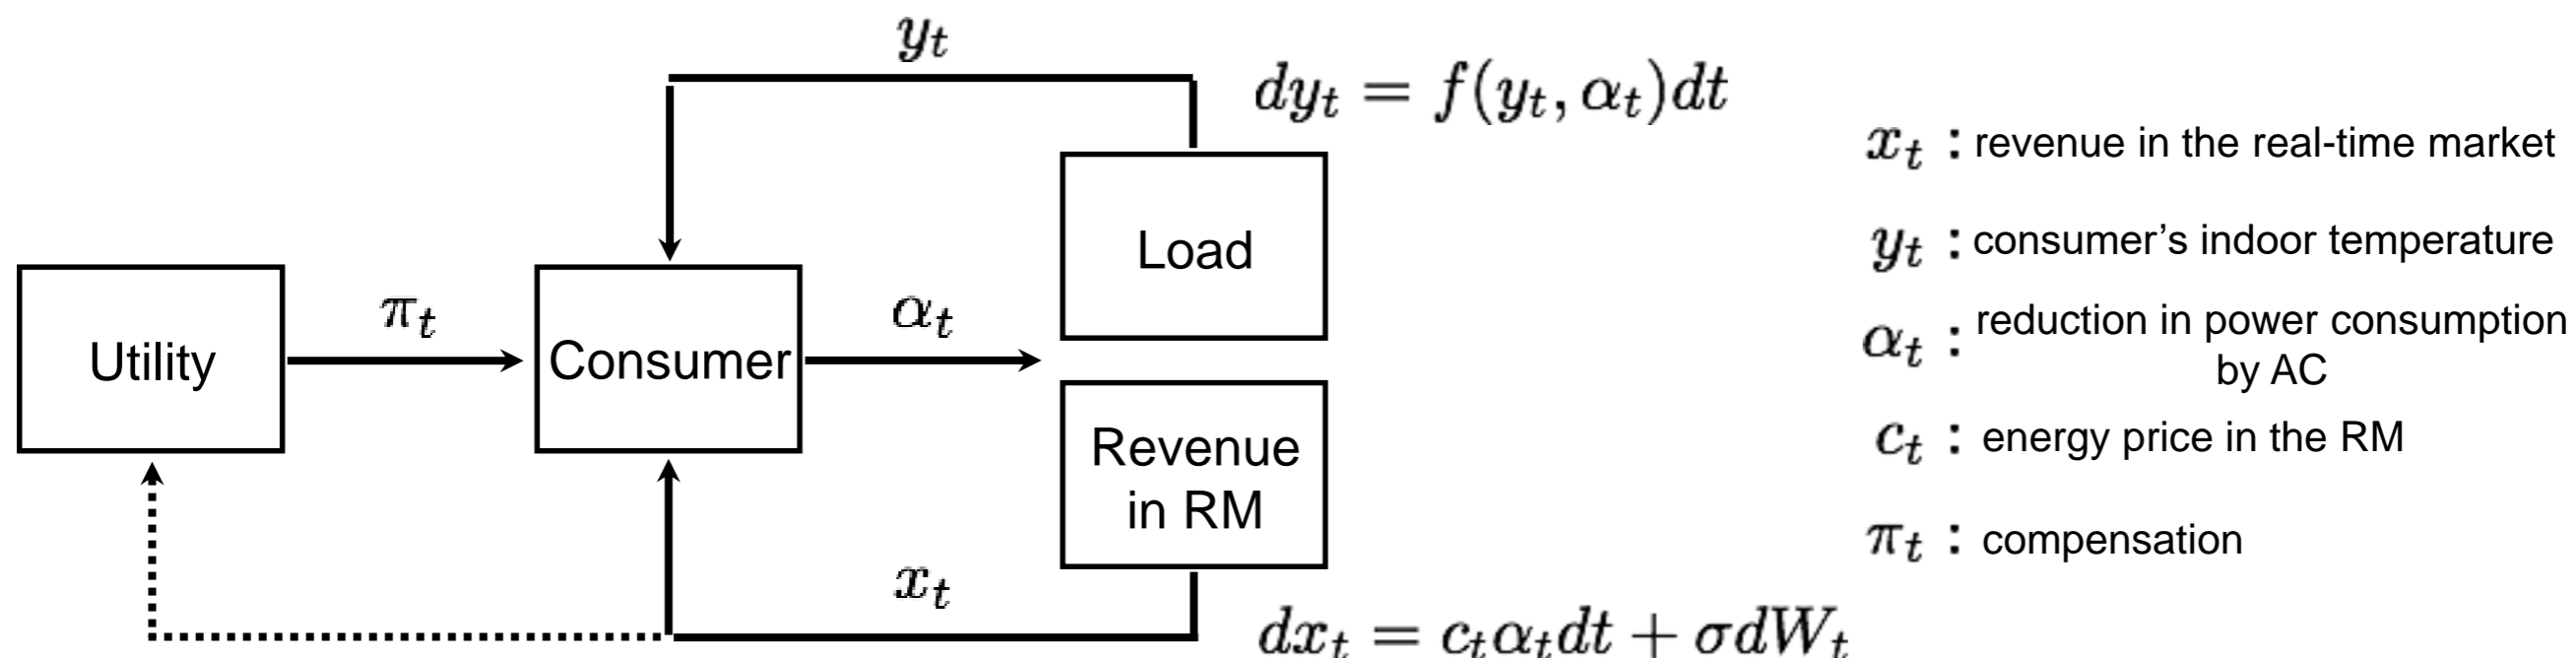 y_t
dy_t = f(y_t, α_t)dt
Load
Utility
π_t
Consumer
α_t
Revenue
in RM
x_t
dx_t = c_tα_tdt + σdW_t
x_t : revenue in the real-time market
y_t : consumer’s indoor temperature
α_t : reduction in power consumption
by AC
c_t : energy price in the RM
π_t : compensation